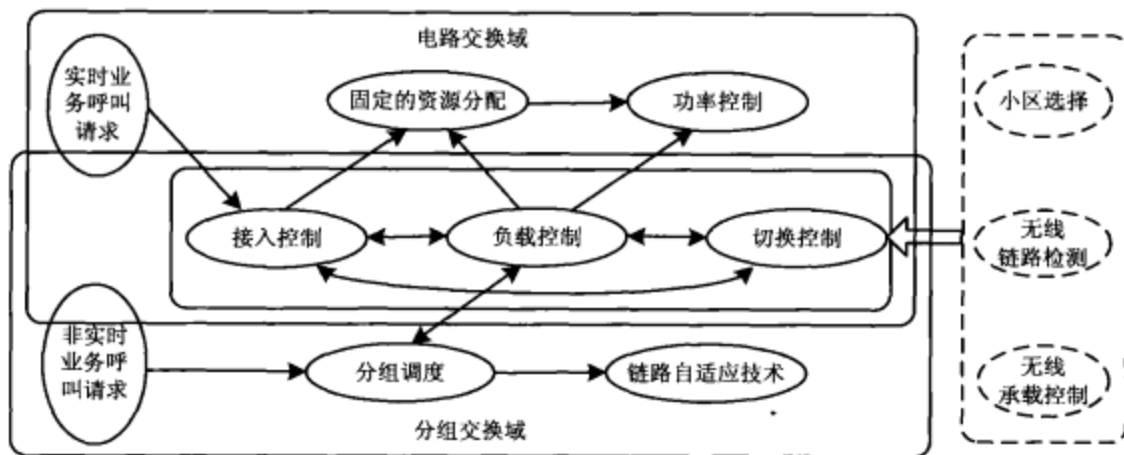 电路交换域
实时业
务呼叫
请求
固定的资源分配
功率控制
小区选择
接入控制
负载控制
切换控制
无线
链路检测
非实时
业务呼
叫请求
分组调度
链路自适应技术
无线
承载控制
分组交换域